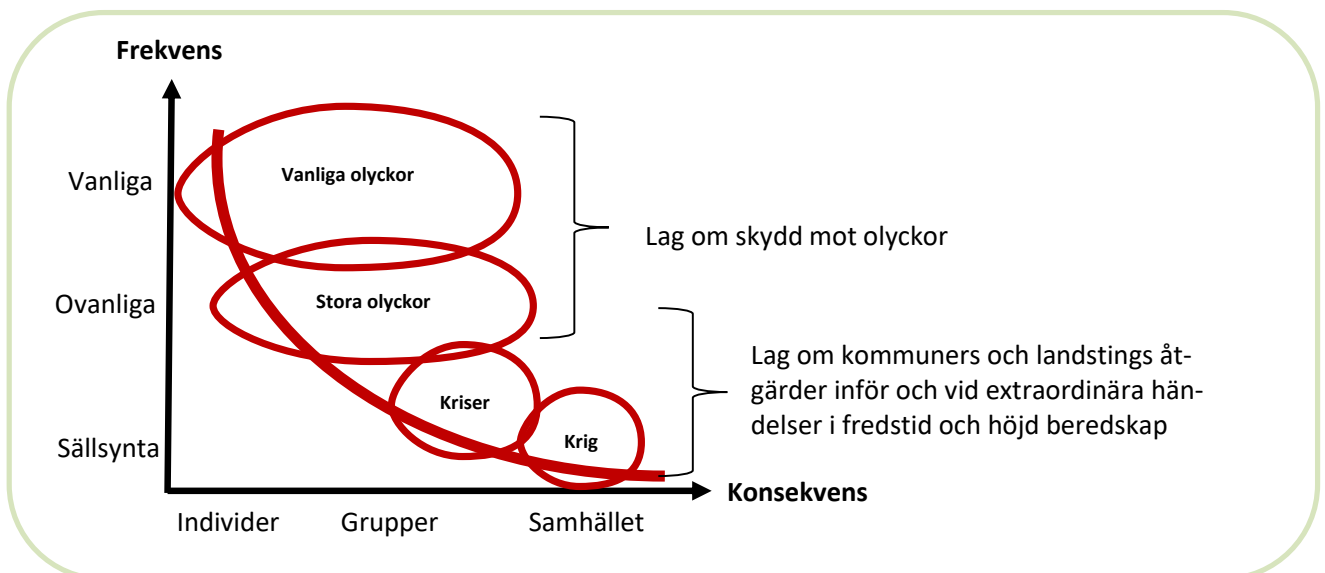 Frekvens
Vanliga
Vanliga olyckor
Lag om skydd mot olyckor
Ovanliga
Stora olyckor
Lag om kommuners och landstings åt-
gärder inför och vid extraordinära hän-
delser i fredstid och höjd beredskap
Kriser
Krig
Sällsynta
Konsekvens
Individer
Grupper
Samhället